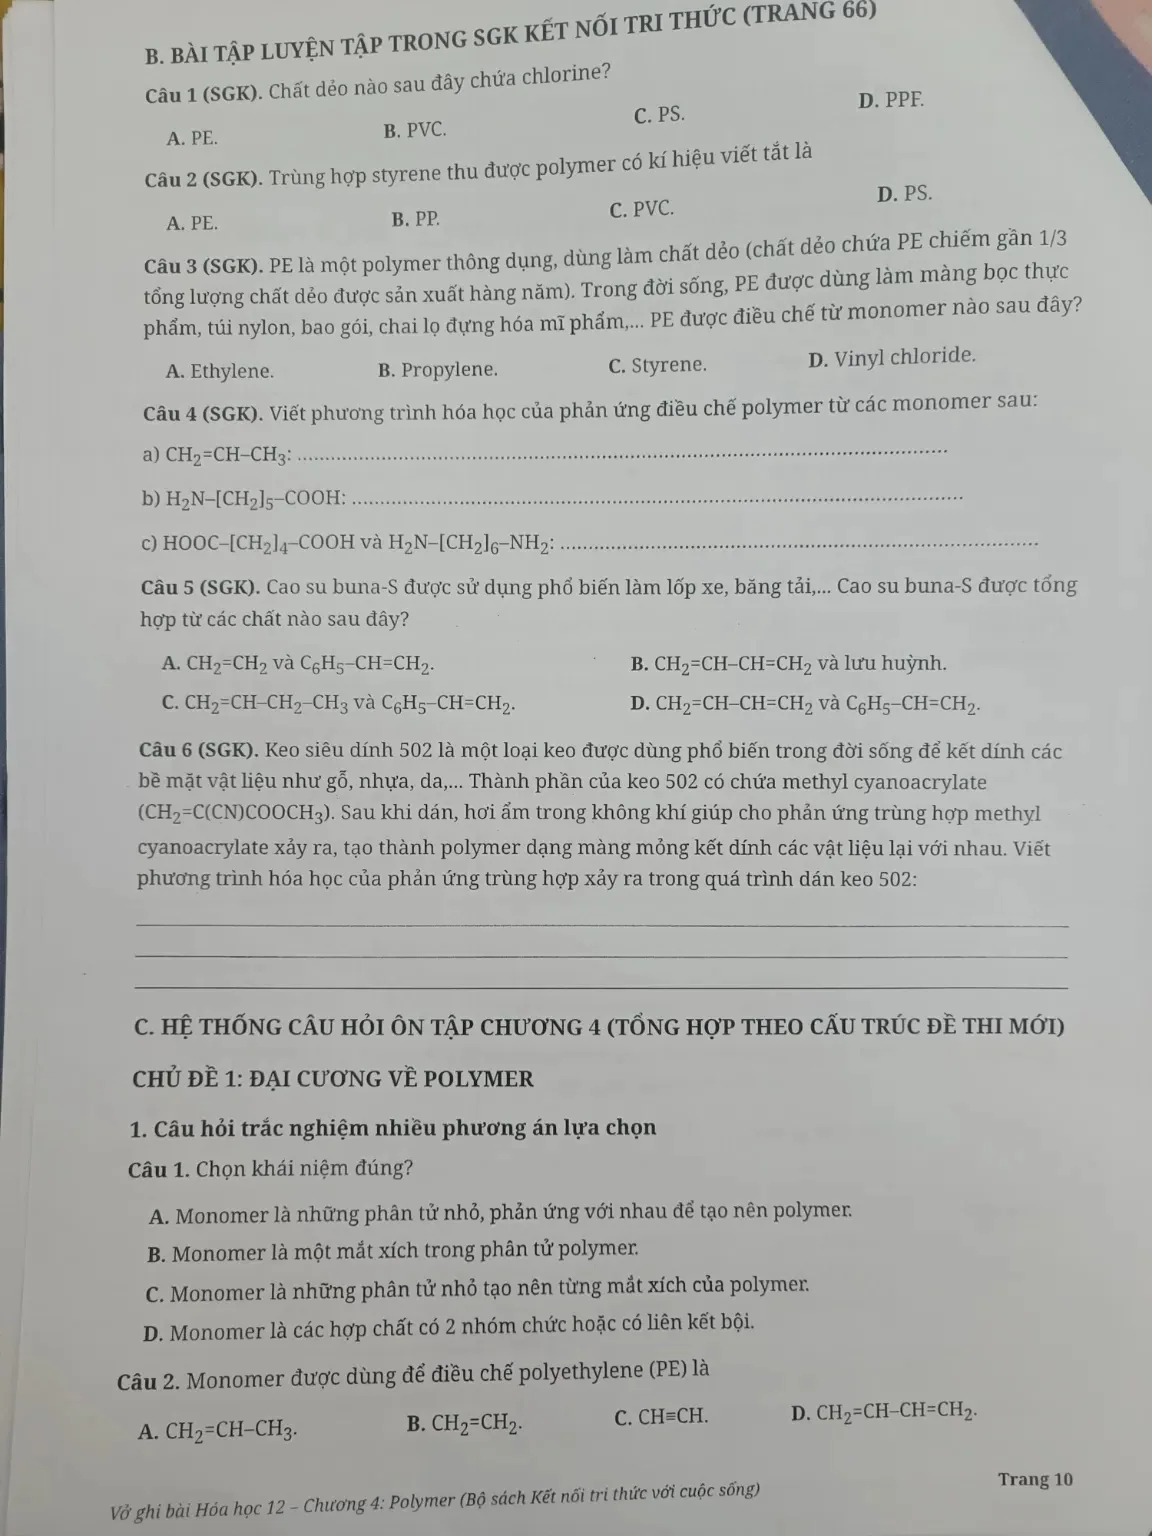 B. BÀI TẬP LUYỆN TẬP TRONG SGK KẾT NỐI TRI THỨC (TRANG 66)
Câu 1 (SGK). Chất dẻo nào sau đây chứa chlorine?
A. PE. B. PVC. C. PS. D. PPF.
Câu 2 (SGK). Trùng hợp styrene thu được polymer có kí hiệu viết tắt là
A. PE. B. PP. C. PVC. D. PS.
Câu 3 (SGK). PE là một polymer thông dụng, dùng làm chất dẻo (chất dẻo chứa PE chiếm gần 1/3
tổng lượng chất dẻo được sản xuất hàng năm). Trong đời sống, PE được dùng làm màng bọc thực
phẩm, túi nylon, bao gói, chai lọ đựng hóa mĩ phẩm,... PE được điều chế từ monomer nào sau đây?
A. Ethylene. B. Propylene. C. Styrene. D. Vinyl chloride.
Câu 4 (SGK). Viết phương trình hóa học của phản ứng điều chế polymer từ các monomer sau:
a) CH₂=CH–CH₃: ................................................................
b) H₂N–[CH₂]₅–COOH: ................................................................
c) HOOC–[CH₂]₄–COOH và H₂N–[CH₂]₆–NH₂: ................................................................
Câu 5 (SGK). Cao su buna-S được sử dụng phổ biến làm lốp xe, băng tải,... Cao su buna-S được tổng
hợp từ các chất nào sau đây?
A. CH₂=CH₂ và C₆H₅–CH=CH₂. B. CH₂=CH–CH=CH₂ và lưu huỳnh.
C. CH₂=CH–CH₂–CH₃ và C₆H₅–CH=CH₂. D. CH₂=CH–CH=CH₂ và C₆H₅–CH=CH₂.
Câu 6 (SGK). Keo siêu dính 502 là một loại keo được dùng phổ biến trong đời sống để kết dính các
bề mặt vật liệu như gỗ, nhựa, da,... Thành phần của keo 502 có chứa methyl cyanoacrylate
(CH₂=C(CN)COOCH₃). Sau khi dán, hơi ẩm trong không khí giúp cho phản ứng trùng hợp methyl
cyanoacrylate xảy ra, tạo thành polymer dạng màng mỏng kết dính các vật liệu lại với nhau. Viết
phương trình hóa học của phản ứng trùng hợp xảy ra trong quá trình dán keo 502:
C. HỆ THỐNG CÂU HỎI ÔN TẬP CHƯƠNG 4 (TỔNG HỢP THEO CẤU TRÚC ĐỀ THI MỚI)
CHỦ ĐỀ 1: ĐẠI CƯƠNG VỀ POLYMER
1. Câu hỏi trắc nghiệm nhiều phương án lựa chọn
Câu 1. Chọn khái niệm đúng?
A. Monomer là những phân tử nhỏ, phản ứng với nhau để tạo nên polymer.
B. Monomer là một mắt xích trong phân tử polymer.
C. Monomer là những phân tử nhỏ tạo nên từng mắt xích của polymer.
D. Monomer là các hợp chất có 2 nhóm chức hoặc có liên kết bội.
Câu 2. Monomer được dùng để điều chế polyethylene (PE) là
A. CH₂=CH–CH₃. B. CH₂=CH₂. C. CH≡CH. D. CH₂=CH–CH=CH₂.
Trang 10
Vở ghi bài Hóa học 12 – Chương 4: Polymer (Bộ sách Kết nối tri thức với cuộc sống)